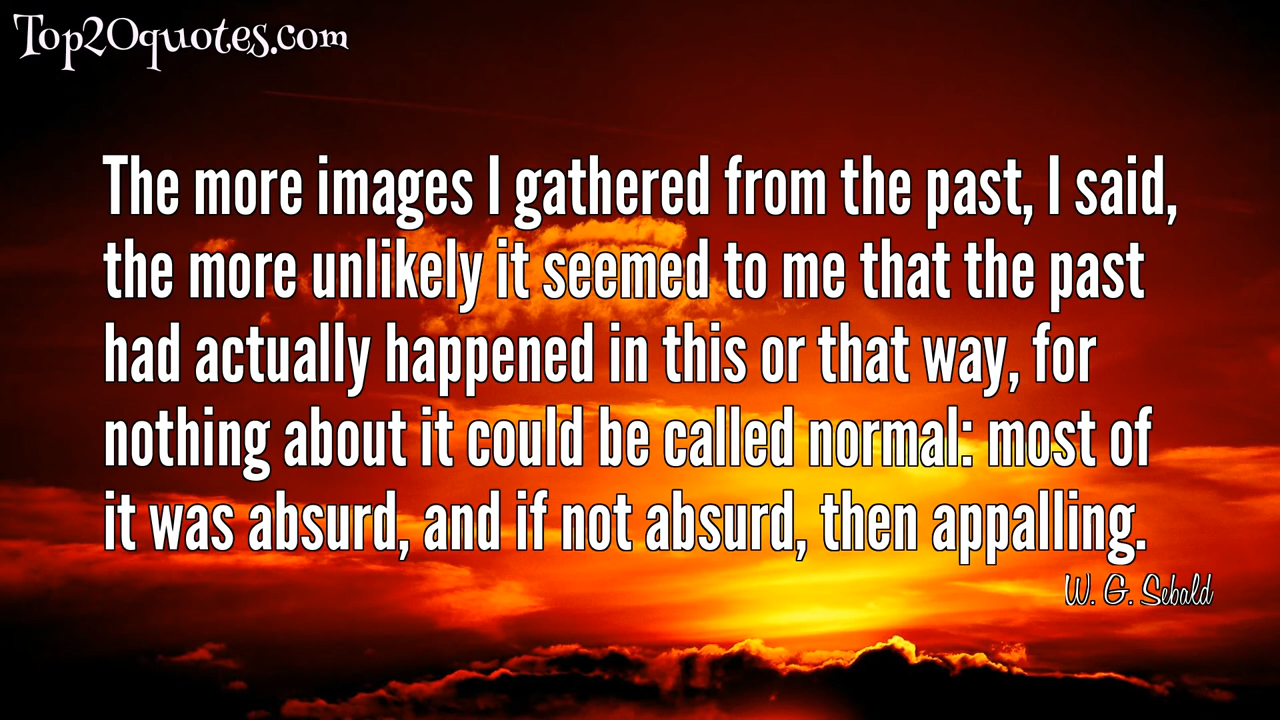 Top20quotes.com
The more images I gathered from the past, I said,
the more unlikely it seemed to me that the past
had actually happened in this or that way, for
nothing about it could be called normal: most of
it was absurd, and if not absurd, then appalling.
W. G. Sebald